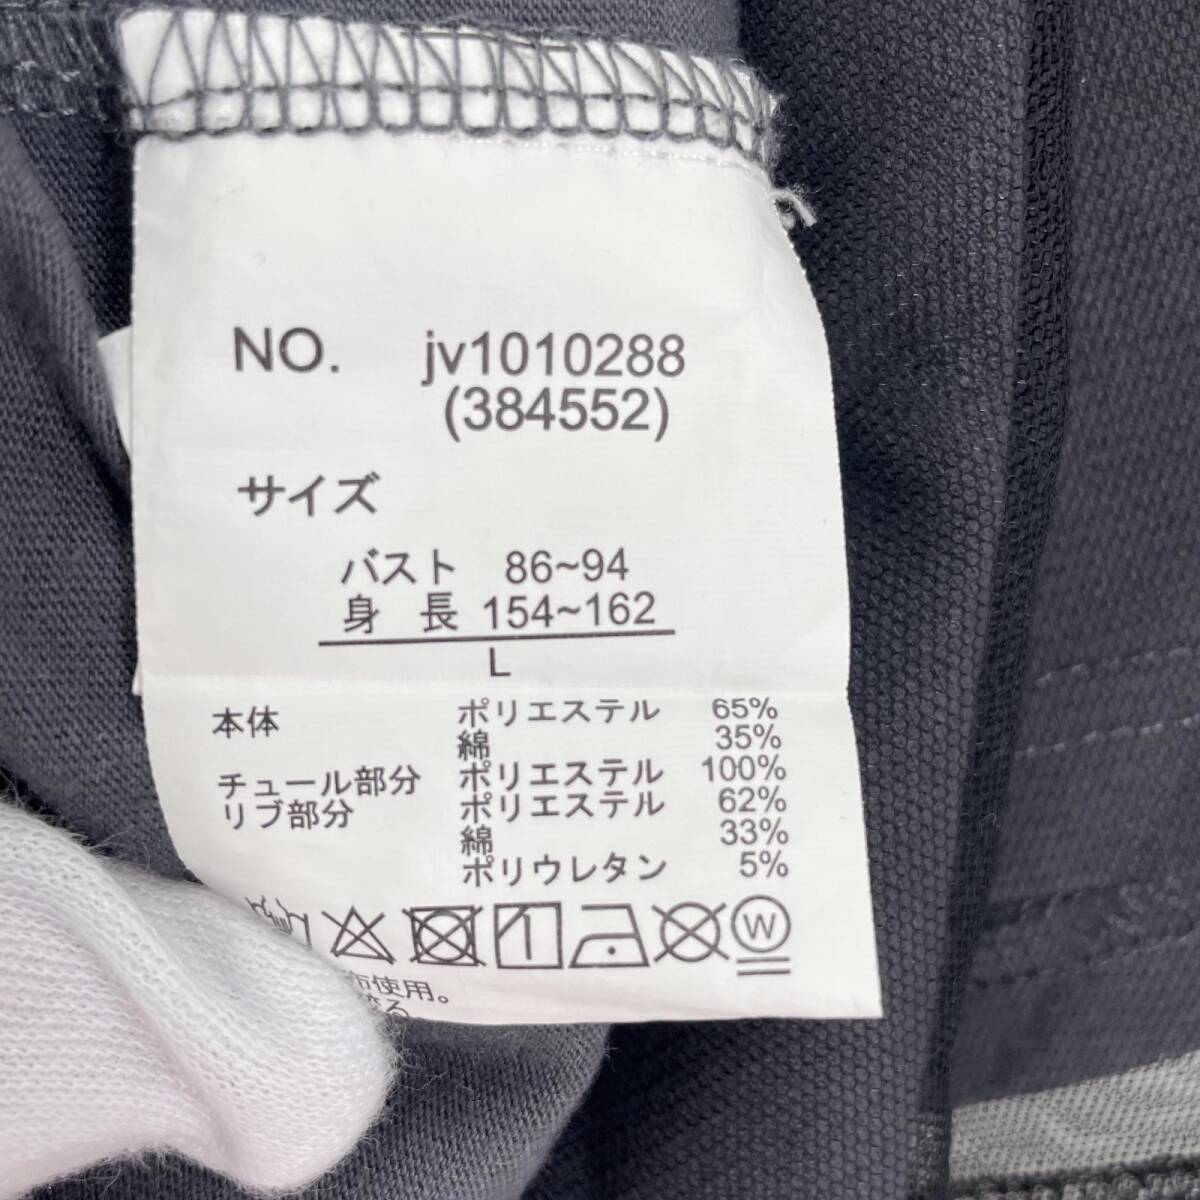 NO. jv1010288
(384552)
サイズ
バスト 86~94
身 長 154~162
L
本体 ポリエステル 65%
綿 35%
チュール部分 ポリエステル 100%
リブ部分 ポリエステル 62%
綿 33%
ポリウレタン 5%
W
布使用。